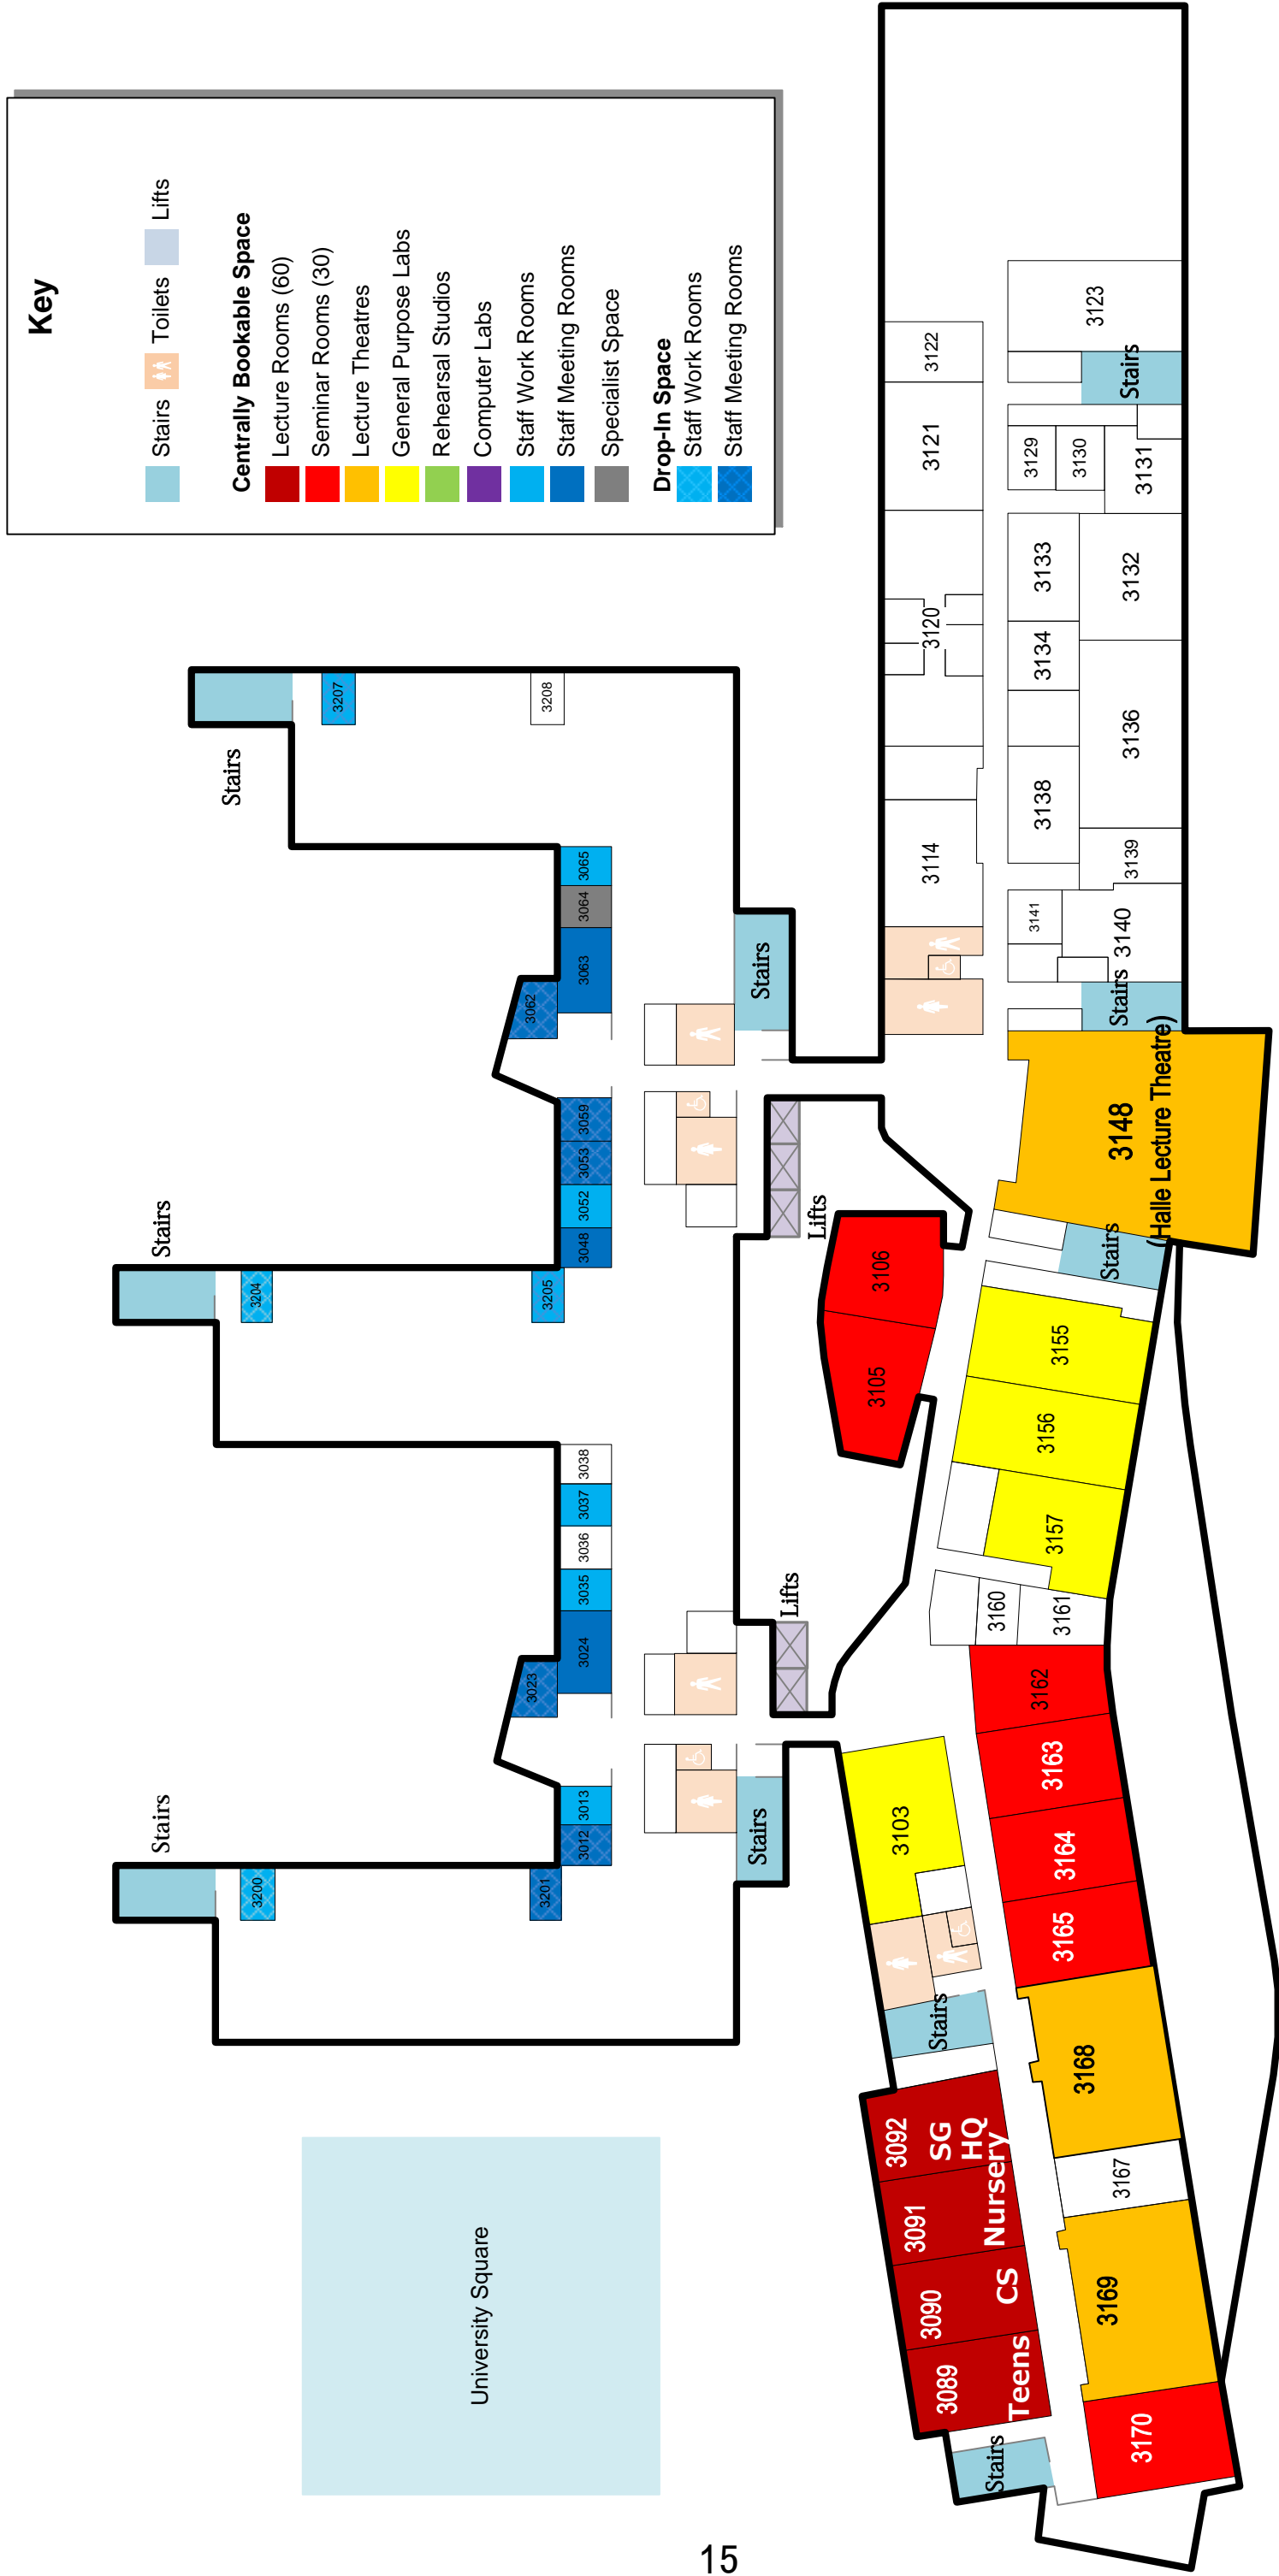 Key
Stairs
Toilets
Lifts
Centrally Bookable Space
Lecture Rooms (60)
Seminar Rooms (30)
Lecture Theatres
General Purpose Labs
Rehearsal Studios
Computer Labs
Staff Work Rooms
Staff Meeting Rooms
Specialist Space
Drop-In Space
Staff Work Rooms
Staff Meeting Rooms
Stairs
Stairs
Stairs
3200
3204
3207
3201
3205
3208
3012
3013
3023
3024
3035
3036
3037
3038
3048
3052
3053
3059
3062
3063
3064
3065
University Square
Stairs
Stairs
Lifts
Lifts
3105
3106
3114
3120
3121
3122
3089
Teens
3090
CS
3091
Nursery
3092
SG
HQ
Stairs
Stairs
3103
3170
3169
3167
3168
3165
3164
3163
3162
3161
3160
3157
3156
3155
Stairs
3148
(Halle Lecture Theatre)
Stairs
3141
3140
3139
3138
3136
3134
3133
3132
3131
3130
3129
Stairs
3123
15